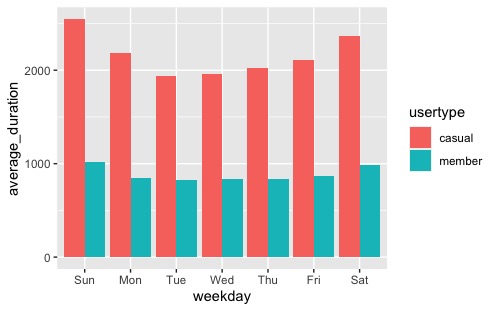 average_duration
2000
1000
0
Sun Mon Tue Wed Thu Fri Sat
weekday
usertype
casual
member